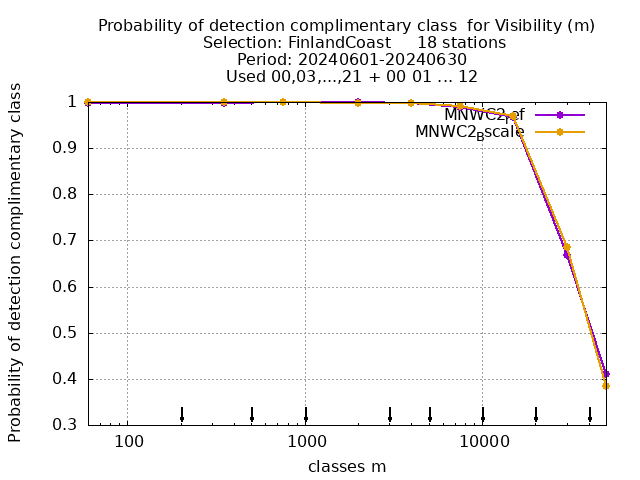 Probability of detection complimentary class  for Visibility (m)
Selection: FinlandCoast     18 stations
Period: 20240601-20240630
Used 00,03,...,21 + 00 01 ... 12
Probability of detection complimentary class
1
0.9
0.8
0.7
0.6
0.5
0.4
0.3
MNWC2ref
MNWC2Bscale
100
1000
10000
classes m